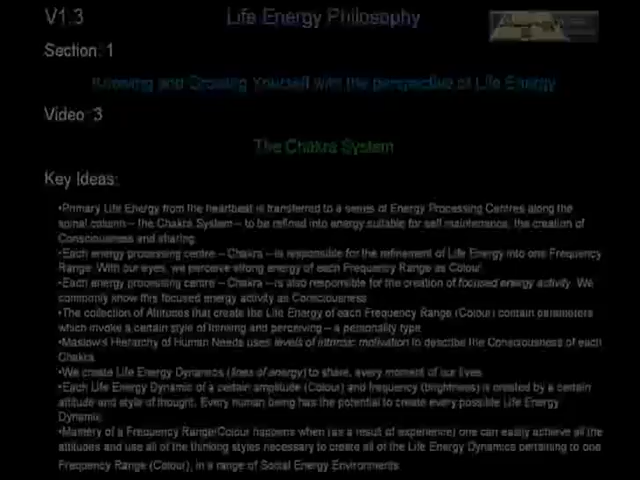 V1.3
Life Energy Philosophy
Section: 1
Knowing and Growing Yourself with the perspective of Life Energy
Video: 3
The Chakra System
Key Ideas:
•Primary Life Energy from the heartbeat is transferred to a series of Energy Processing Centres along the
spinal column – the Chakra System – to be refined into energy suitable for self maintenance, the creation of
Consciousness and sharing.
•Each energy processing centre – Chakra – is responsible for the refinement of Life Energy into one Frequency
Range. With our eyes, we perceive strong energy of each Frequency Range as Colour.
•Each energy processing centre – Chakra – is also responsible for the creation of focused energy activity. We
commonly know this focused energy activity as Consciousness.
•The collection of Attitudes that create the Life Energy of each Frequency Range (Colour) contain parameters
which invoke a certain style of thinking and perceiving – a personality type.
•Maslow's Hierarchy of Human Needs uses levels of intrinsic motivation to describe the Consciousness of each
Chakra.
•We create Life Energy Dynamics (lines of energy) to share, every moment of our lives.
•Each Life Energy Dynamic of a certain amplitude (Colour) and frequency (brightness) is created by a certain
attitude and style of thought. Every human being has the potential to create every possible Life Energy
Dynamic.
•Mastery of a Frequency Range/Colour happens when (as a result of experience) one can easily achieve all the
attitudes and use all of the thinking styles necessary to create all of the Life Energy Dynamics pertaining to one
Frequency Range (Colour), in a range of Social Energy Environments.